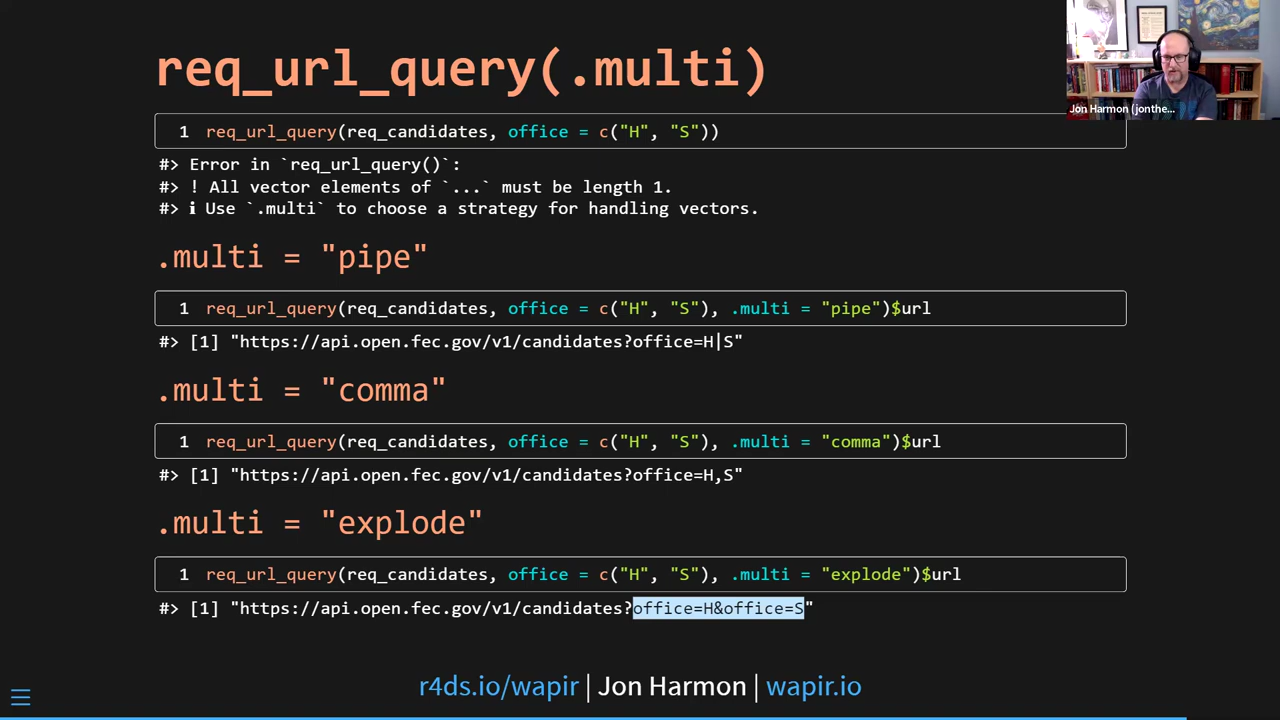 req_url_query(.multi)
Jon Harmon (jonthe...
1 req_url_query(req_candidates, office = c("H", "S"))
#> Error in `req_url_query()`:
#> ! All vector elements of `...` must be length 1.
#> ℹ Use `.multi` to choose a strategy for handling vectors.
.multi = "pipe"
1 req_url_query(req_candidates, office = c("H", "S"), .multi = "pipe")$url
#> [1] "https://api.open.fec.gov/v1/candidates?office=H|S"
.multi = "comma"
1 req_url_query(req_candidates, office = c("H", "S"), .multi = "comma")$url
#> [1] "https://api.open.fec.gov/v1/candidates?office=H,S"
.multi = "explode"
1 req_url_query(req_candidates, office = c("H", "S"), .multi = "explode")$url
#> [1] "https://api.open.fec.gov/v1/candidates?office=H&office=S"
r4ds.io/wapir | Jon Harmon | wapir.io